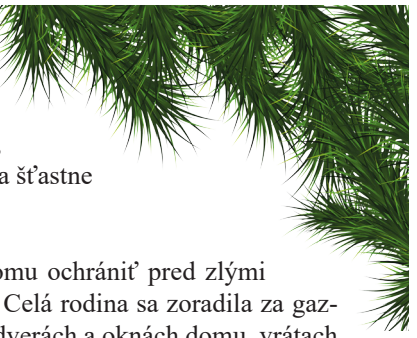 a šťastne
omu ochrániť pred zlými
Celá rodina sa zoradila za gaz-
dverách a oknách domu, vrátach